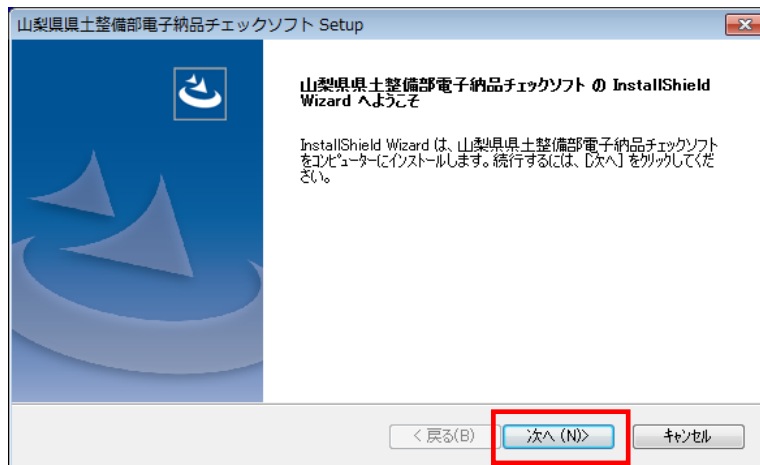 山梨県県土整備部電子納品チェックソフト Setup
山梨県県土整備部電子納品チェックソフト の InstallShield
Wizard へようこそ
InstallShield Wizard は、山梨県県土整備部電子納品チェックソフト
をコンピューターにインストールします。続行するには、[次へ] をクリックしてくだ
さい。
< 戻る(B)
次へ (N)>
キャンセル